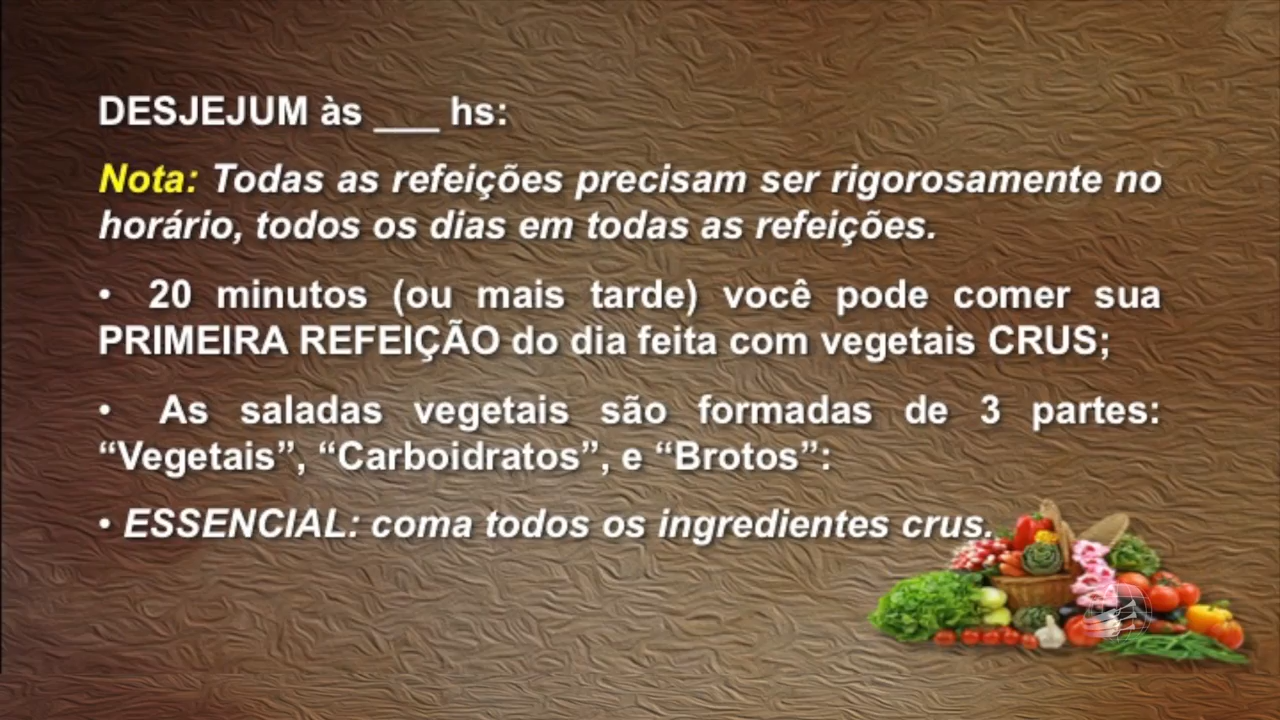 DESJEJUM às ___ hs:
Nota: Todas as refeições precisam ser rigorosamente no
horário, todos os dias em todas as refeições.
• 20 minutos (ou mais tarde) você pode comer sua
PRIMEIRA REFEIÇÃO do dia feita com vegetais CRUS;
• As saladas vegetais são formadas de 3 partes:
“Vegetais”, “Carboidratos”, e “Brotos”:
• ESSENCIAL: coma todos os ingredientes crus.